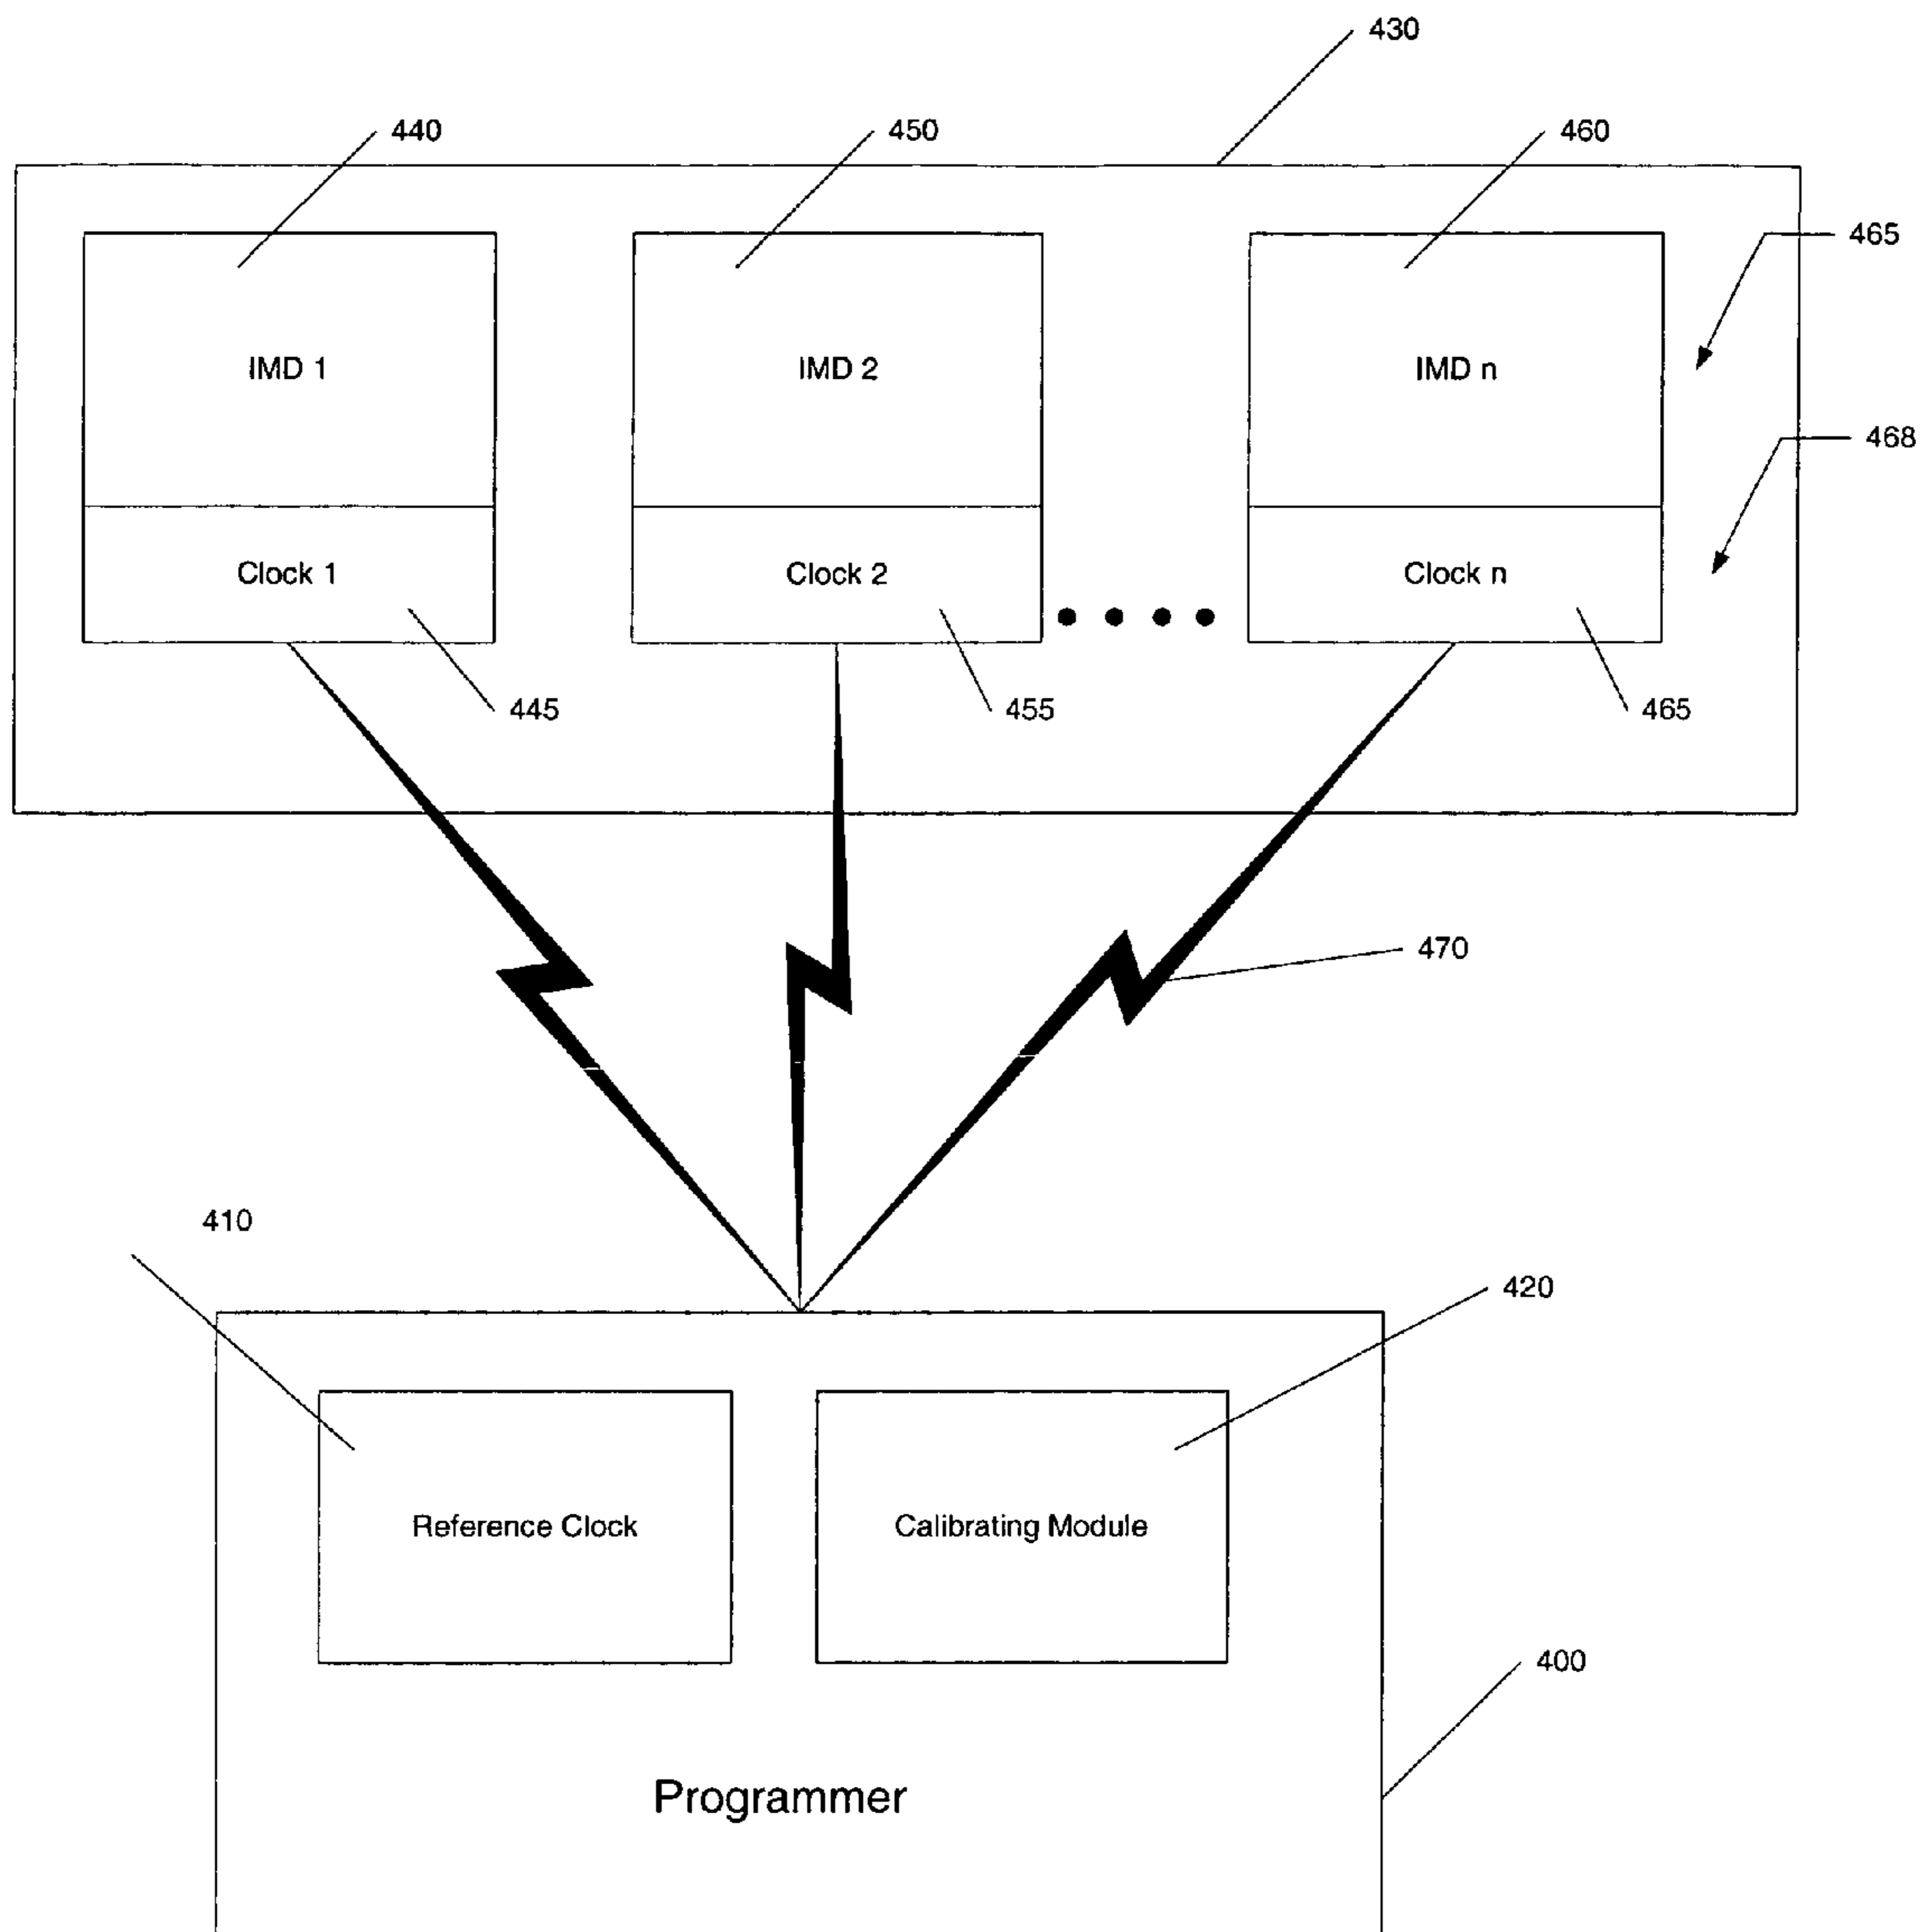 430
440
450
460
465
IMD 1
IMD 2
IMD n
468
Clock 1
Clock 2
Clock n
445
455
465
470
410
420
Reference Clock
Calibrating Module
400
Programmer